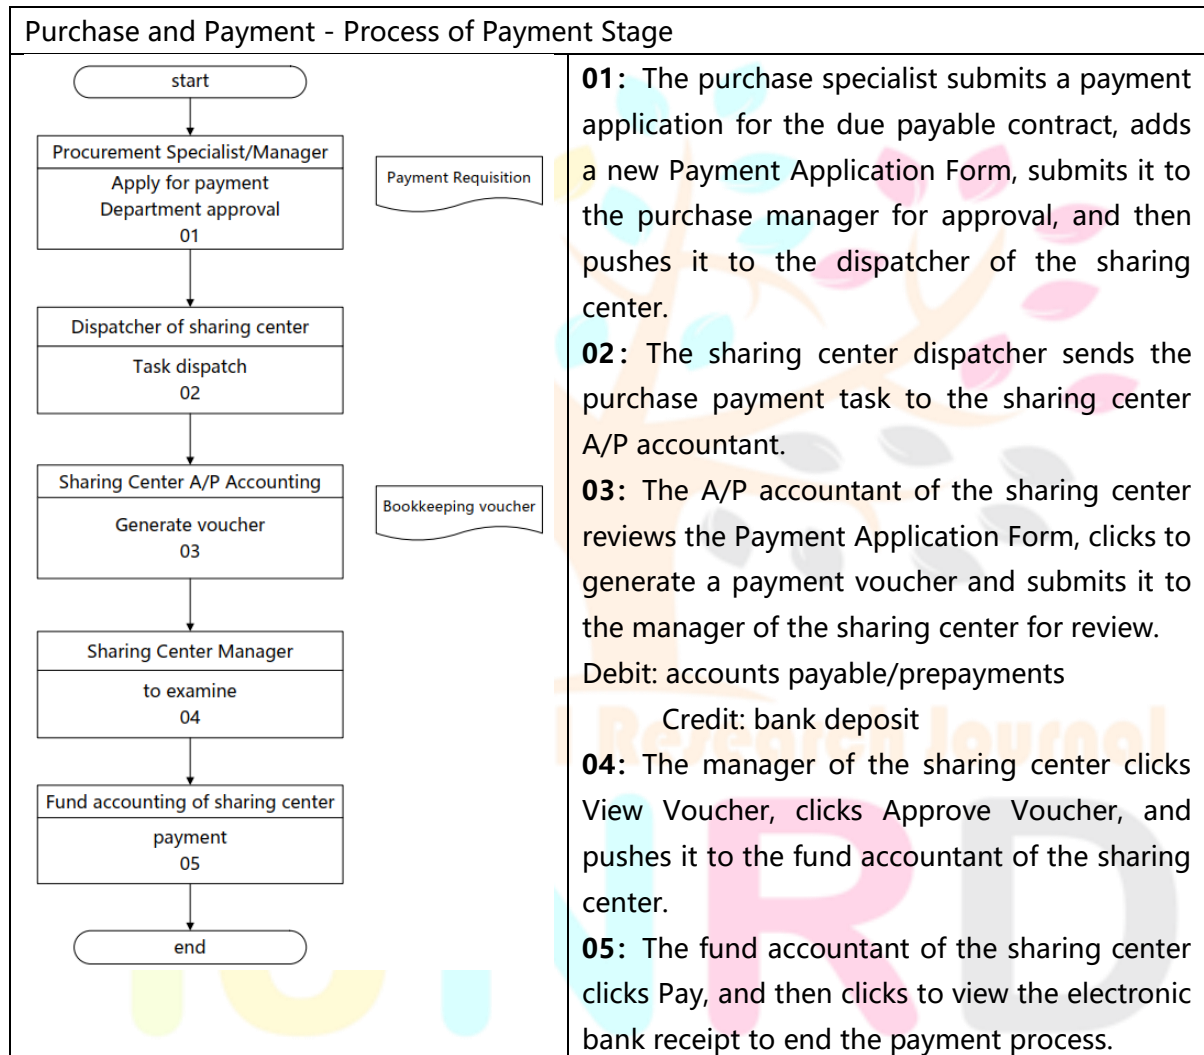 Purchase and Payment - Process of Payment Stage
start
Procurement Specialist/Manager
Apply for payment
Department approval
01
Payment Requisition
Dispatcher of sharing center
Task dispatch
02
Sharing Center A/P Accounting
Generate voucher
03
Bookkeeping voucher
Sharing Center Manager
to examine
04
Fund accounting of sharing center
payment
05
end
01: The purchase specialist submits a payment
application for the due payable contract, adds
a new Payment Application Form, submits it to
the purchase manager for approval, and then
pushes it to the dispatcher of the sharing
center.
02: The sharing center dispatcher sends the
purchase payment task to the sharing center
A/P accountant.
03: The A/P accountant of the sharing center
reviews the Payment Application Form, clicks to
generate a payment voucher and submits it to
the manager of the sharing center for review.
Debit: accounts payable/prepayments
Credit: bank deposit
04: The manager of the sharing center clicks
View Voucher, clicks Approve Voucher, and
pushes it to the fund accountant of the sharing
center.
05: The fund accountant of the sharing center
clicks Pay, and then clicks to view the electronic
bank receipt to end the payment process.
Research Journal
NRD